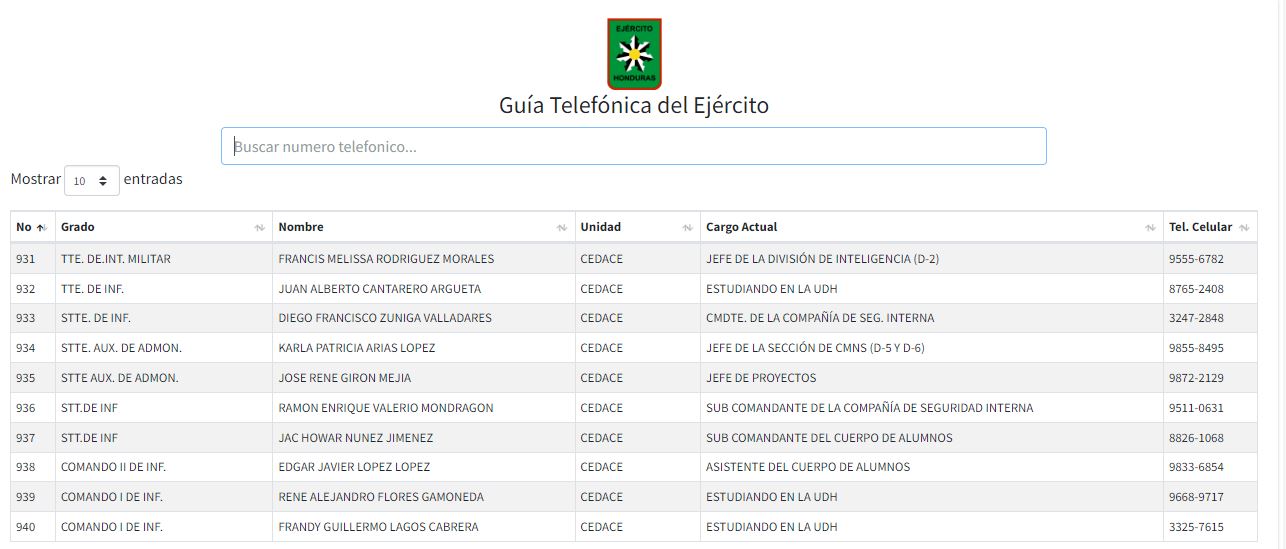 EJÉRCITO
HONDURAS
Guía Telefónica del Ejército
Buscar numero telefonico...
Mostrar 10 entradas
No Grado Nombre Unidad Cargo Actual Tel. Celular
931 TTE. DE.INT. MILITAR FRANCIS MELISSA RODRIGUEZ MORALES CEDACE JEFE DE LA DIVISIÓN DE INTELIGENCIA (D-2) 9555-6782
932 TTE. DE INF. JUAN ALBERTO CANTARERO ARGUETA CEDACE ESTUDIANDO EN LA UDH 8765-2408
933 STTE. DE INF. DIEGO FRANCISCO ZUNIGA VALLADARES CEDACE CMDTE. DE LA COMPAÑÍA DE SEG. INTERNA 3247-2848
934 STTE. AUX. DE ADMON. KARLA PATRICIA ARIAS LOPEZ CEDACE JEFE DE LA SECCIÓN DE CMNS (D-5 Y D-6) 9855-8495
935 STTE AUX. DE ADMON. JOSE RENE GIRON MEJIA CEDACE JEFE DE PROYECTOS 9872-2129
936 STT.DE INF RAMON ENRIQUE VALERIO MONDRAGON CEDACE SUB COMANDANTE DE LA COMPAÑÍA DE SEGURIDAD INTERNA 9511-0631
937 STT.DE INF JAC HOWAR NUNEZ JIMENEZ CEDACE SUB COMANDANTE DEL CUERPO DE ALUMNOS 8826-1068
938 COMANDO II DE INF. EDGAR JAVIER LOPEZ LOPEZ CEDACE ASISTENTE DEL CUERPO DE ALUMNOS 9833-6854
939 COMANDO I DE INF. RENE ALEJANDRO FLORES GAMONEDA CEDACE ESTUDIANDO EN LA UDH 9668-9717
940 COMANDO I DE INF. FRANDY GUILLERMO LAGOS CABRERA CEDACE ESTUDIANDO EN LA UDH 3325-7615